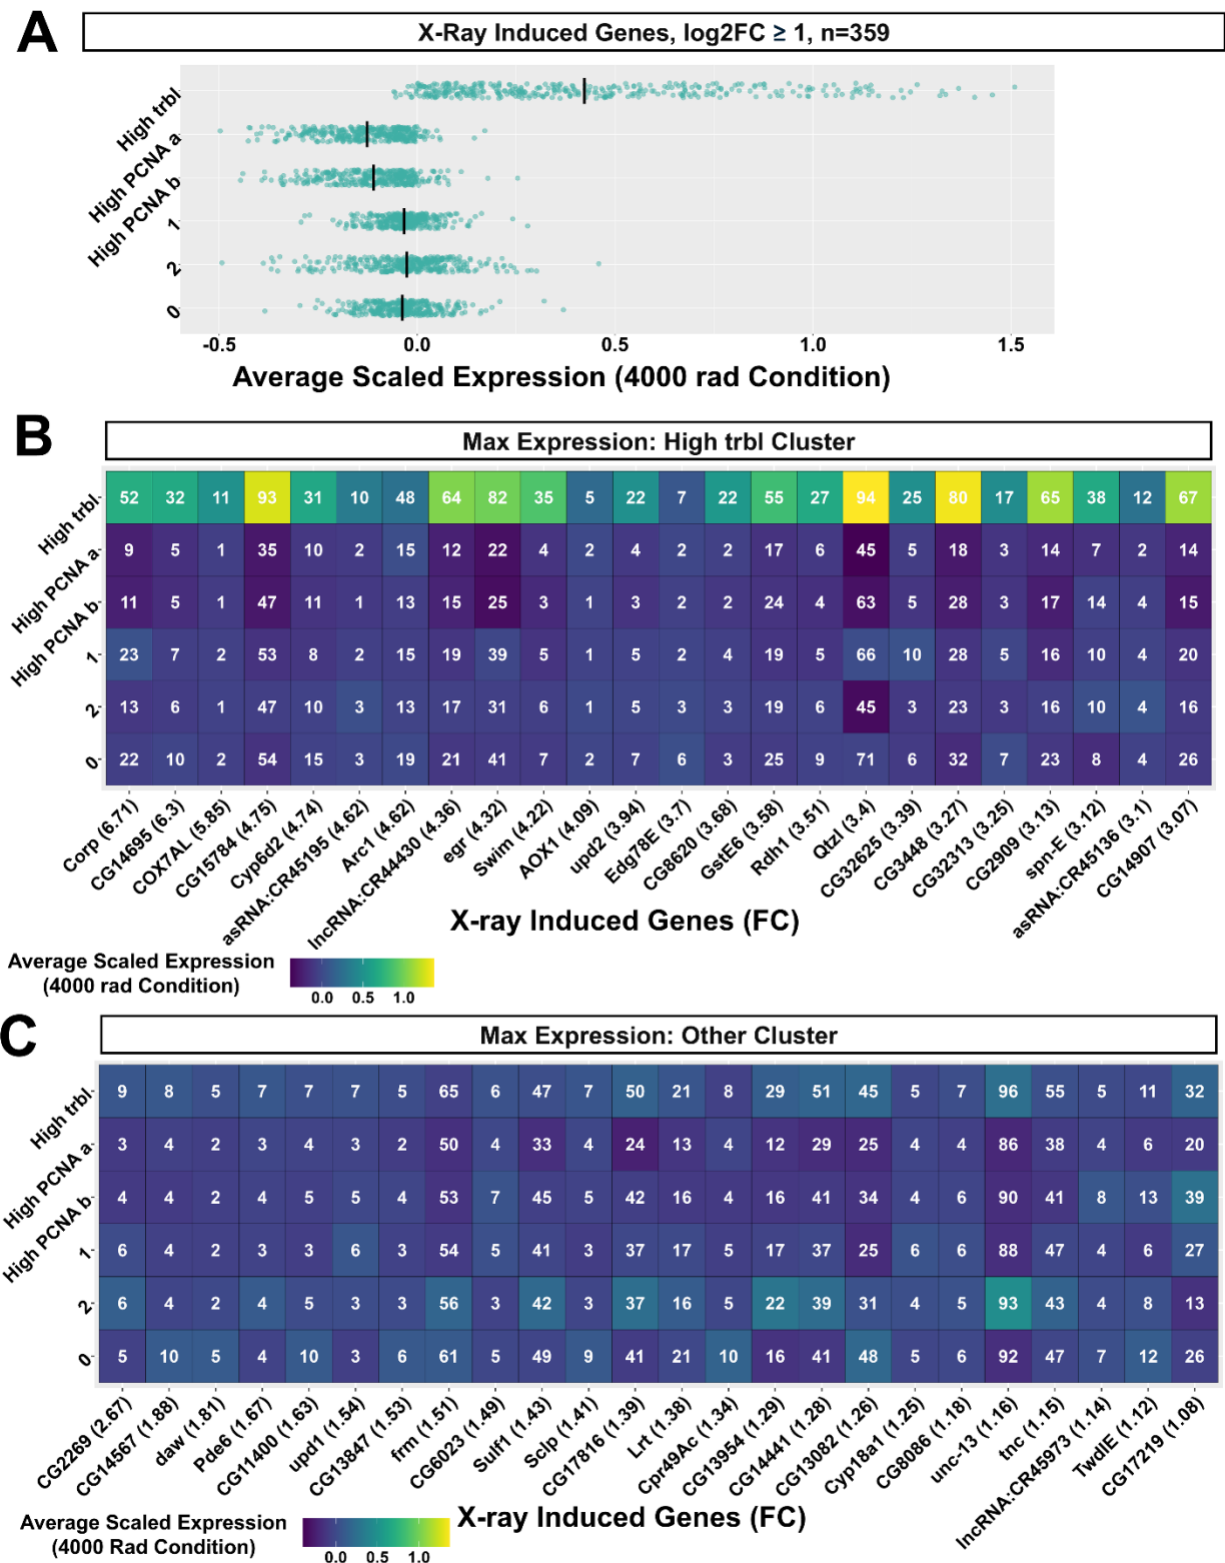 A
X-Ray Induced Genes, log2FC ≥ 1, n=359
High trbl
High PCNA a
High PCNA b
1
2
0
-0.5 0.0 0.5 1.0 1.5
Average Scaled Expression (4000 rad Condition)
B
Max Expression: High trbl Cluster
High trbl 52 32 11 93 31 10 48 64 82 35 5 22 7 22 55 27 94 25 80 17 65 38 12 67
High PCNA a 9 5 1 35 10 2 15 12 22 4 2 4 2 2 17 6 45 5 18 3 14 7 2 14
High PCNA b 11 5 1 47 11 1 13 15 25 3 1 3 2 2 24 4 63 5 28 3 17 14 4 15
1 23 7 2 53 8 2 15 19 39 5 1 5 2 4 19 5 66 10 28 5 16 10 4 20
2 13 6 1 47 10 3 13 17 31 6 1 5 3 3 19 6 45 3 23 3 16 10 4 16
0 22 10 2 54 15 3 19 21 41 7 2 7 6 3 25 9 71 6 32 7 23 8 4 26
Corp (6.71)
CG14695 (6.3)
COX7AL (5.85)
CG15784 (4.75)
Cyp6d2 (4.74)
asRNA:CR45195 (4.62)
Arc1 (4.62)
lncRNA:CR44430 (4.36)
egr (4.32)
Swim (4.22)
AOX1 (4.09)
upd2 (3.94)
Edg78E (3.7)
CG8620 (3.68)
GstE6 (3.58)
Rdh1 (3.51)
Qtzl (3.4)
CG32625 (3.39)
CG3448 (3.27)
CG32313 (3.25)
CG2909 (3.13)
spn-E (3.12)
asRNA:CR45136 (3.1)
CG14907 (3.07)
X-ray Induced Genes (FC)
Average Scaled Expression
(4000 rad Condition)
0.0 0.5 1.0
C
Max Expression: Other Cluster
High trbl 9 8 5 7 7 7 5 65 6 47 7 50 21 8 29 51 45 5 7 96 55 5 11 32
High PCNA a 3 4 2 3 4 3 2 50 4 33 4 24 13 4 12 29 25 4 4 86 38 4 6 20
High PCNA b 4 4 2 4 5 5 4 53 7 45 5 42 16 4 16 41 34 4 6 90 41 8 13 39
1 6 4 2 3 3 6 3 54 5 41 3 37 17 5 17 37 25 6 6 88 47 4 6 27
2 6 4 2 4 5 3 3 56 3 42 3 37 16 5 22 39 31 4 5 93 43 4 8 13
0 5 10 5 4 10 3 6 61 5 49 9 41 21 10 16 41 48 5 6 92 47 7 12 26
CG2269 (2.67)
CG14567 (1.88)
daw (1.81)
Pde6 (1.67)
CG11400 (1.63)
upd1 (1.54)
CG13847 (1.53)
frm (1.51)
CG6023 (1.49)
Sulf1 (1.43)
Sclp (1.41)
CG17816 (1.39)
Lrt (1.38)
Cpr49Ac (1.34)
CG13954 (1.29)
CG14441 (1.28)
CG13082 (1.26)
Cyp18a1 (1.25)
CG8086 (1.18)
unc-13 (1.16)
tnc (1.15)
lncRNA:CR45973 (1.14)
TwdlE (1.12)
CG17219 (1.08)
X-ray Induced Genes (FC)
Average Scaled Expression
(4000 Rad Condition)
0.0 0.5 1.0